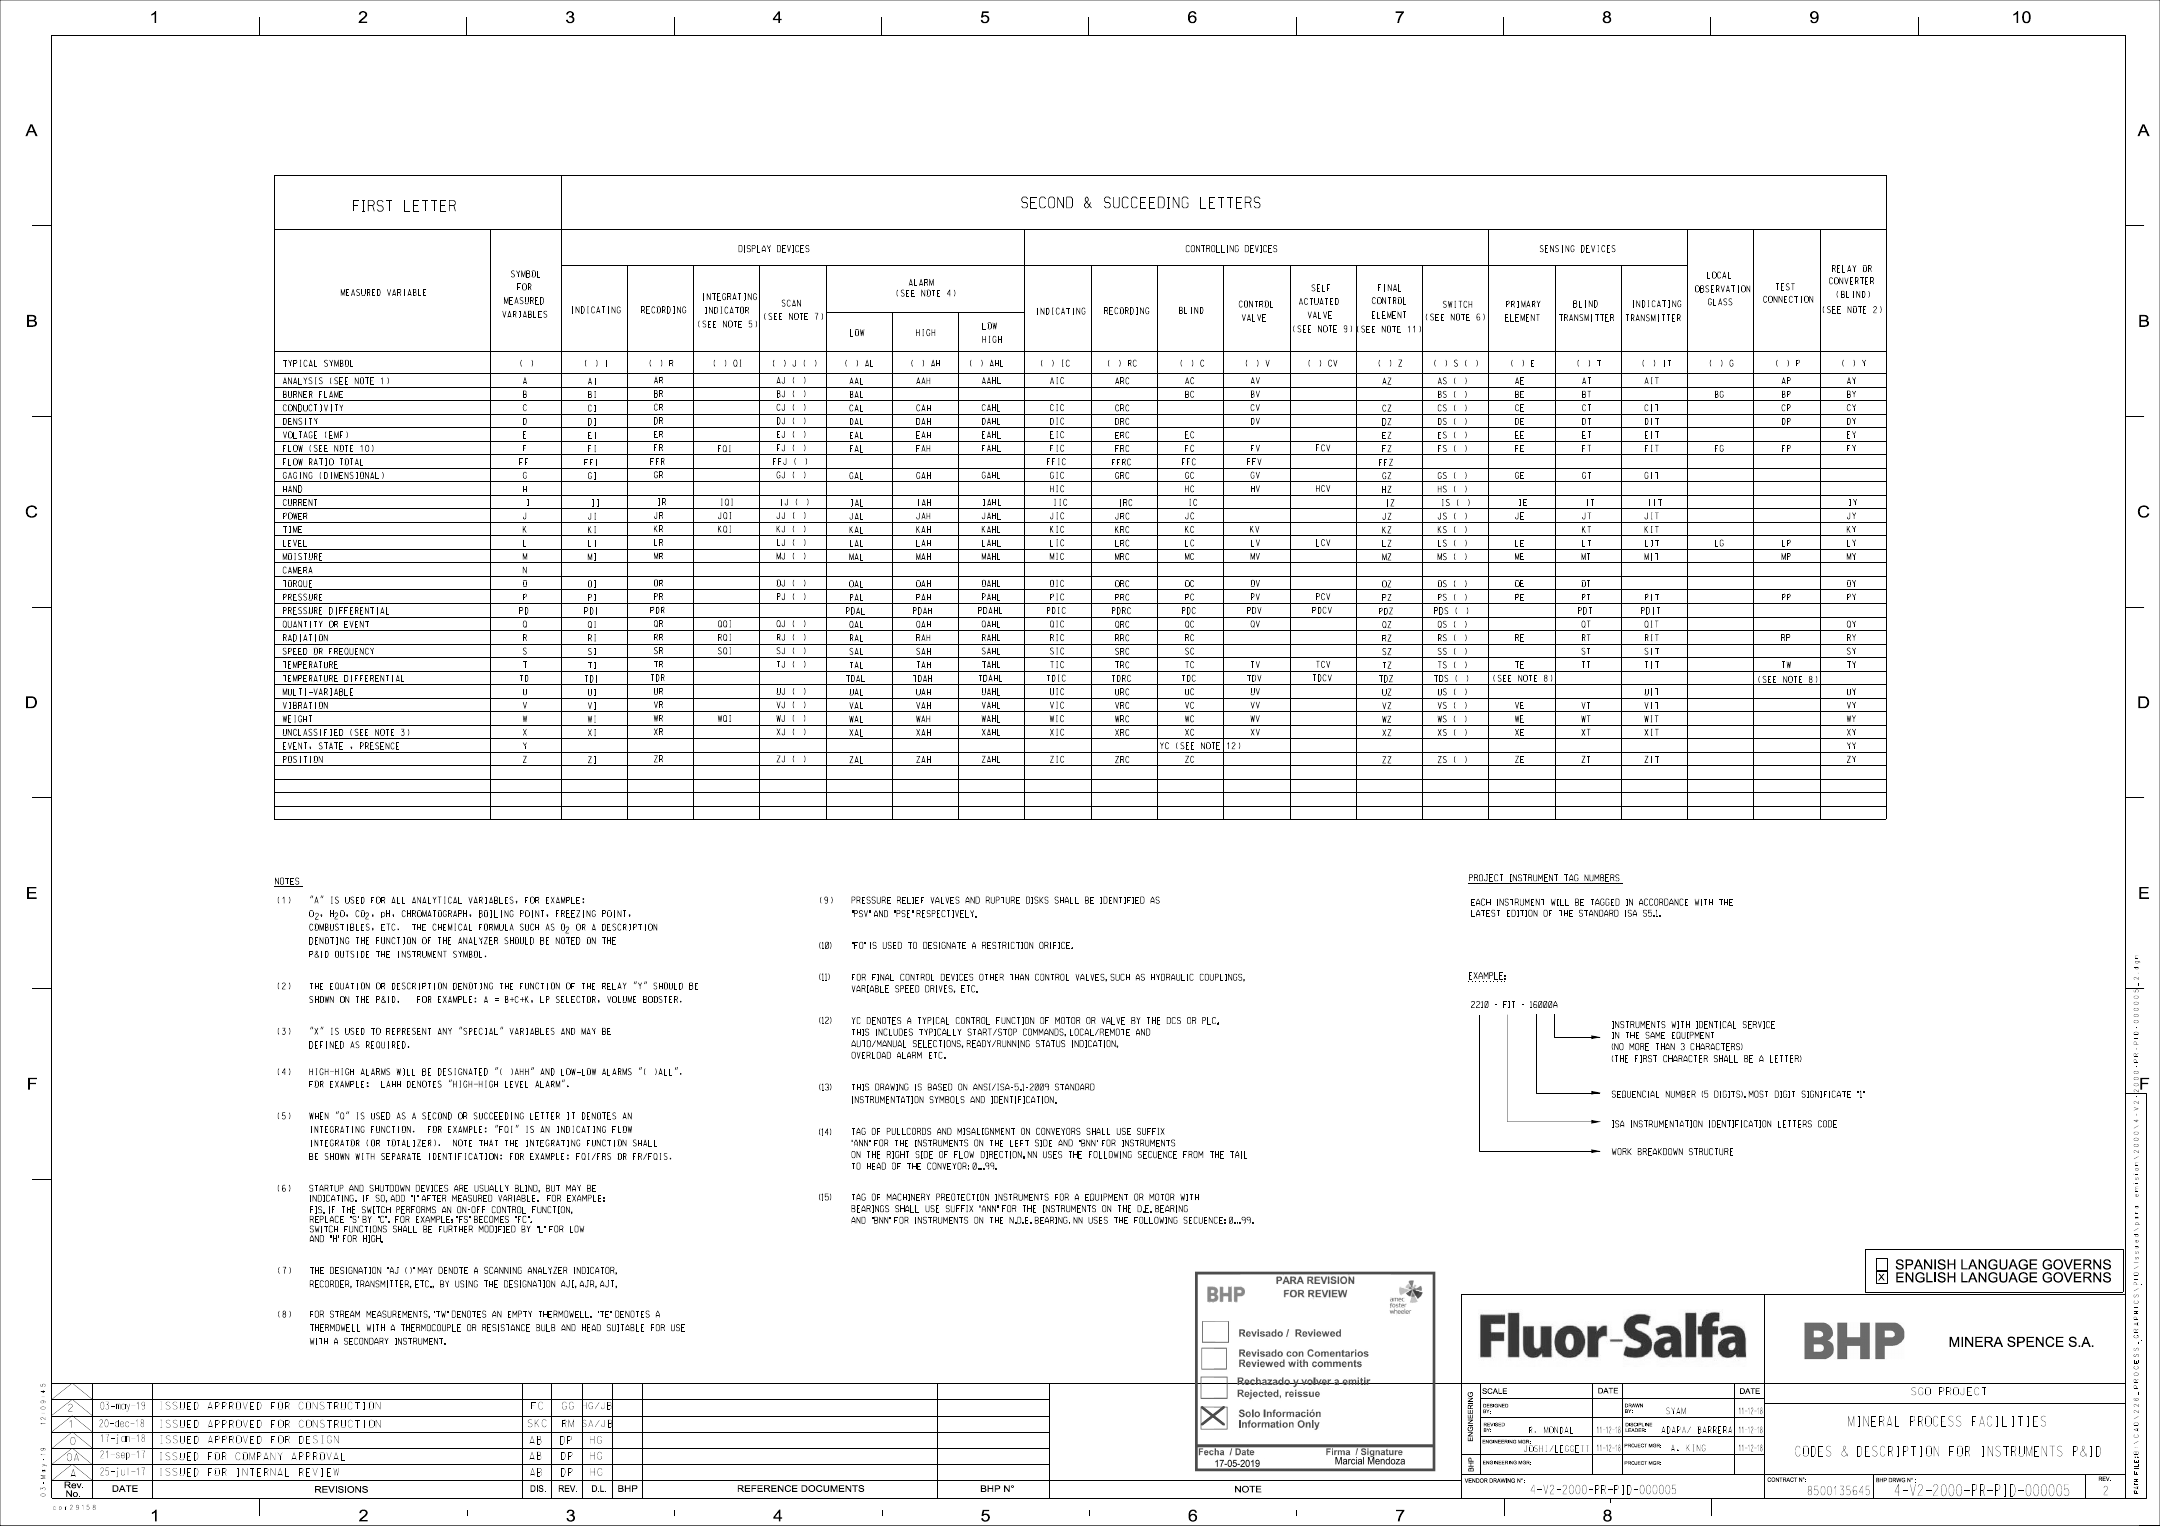 1 2 3 4 5 6 7 8 9 10
A A
B B
C C
D D
E E
F F
FIRST LETTER SECOND & SUCCEEDING LETTERS
DISPLAY DEVICES CONTROLLING DEVICES SENSING DEVICES
MEASURED VARIABLE
SYMBOL
FOR
MEASURED
VARIABLES
INDICATING
RECORDING
INTEGRATING
INDICATOR
(SEE NOTE 5)
SCAN
(SEE NOTE 7)
ALARM
(SEE NOTE 4)
LOW
HIGH
LOW
HIGH
INDICATING
RECORDING
BLIND
CONTROL
VALVE
SELF
ACTUATED
VALVE
(SEE NOTE 9)
FINAL
CONTROL
ELEMENT
(SEE NOTE 11)
SWITCH
(SEE NOTE 6)
PRIMARY
ELEMENT
BLIND
TRANSMITTER
INDICATING
TRANSMITTER
LOCAL
OBSERVATION
GLASS
TEST
CONNECTION
RELAY OR
CONVERTER
(BLIND)
(SEE NOTE 2)
TYPICAL SYMBOL ( ) ( ) I ( ) R ( ) QI ( ) J ( ) ( ) AL ( ) AH ( ) AHL ( ) IC ( ) RC ( ) C ( ) V ( ) CV ( ) Z ( ) S ( ) ( ) E ( ) T ( ) IT ( ) G ( ) P ( ) Y
ANALYSIS (SEE NOTE 1) A AI AR AJ ( ) AAL AAH AAHL AIC ARC AC AV AZ AS ( ) AE AT AIT AP AY
BURNER FLAME B BI BR BJ ( ) BAL BC BV BS ( ) BE BT BG BP BY
CONDUCTIVITY C CI CR CJ ( ) CAL CAH CAHL CIC CRC CV CZ CS ( ) CE CT CIT CP CY
DENSITY D DI DR DJ ( ) DAL DAH DAHL DIC DRC DV DZ DS ( ) DE DT DIT DP DY
VOLTAGE (EMF) E EI ER EJ ( ) EAL EAH EAHL EIC ERC EC EZ ES ( ) EE ET EIT EY
FLOW (SEE NOTE 10) F FI FR FQI FJ ( ) FAL FAH FAHL FIC FRC FC FV FCV FZ FS ( ) FE FT FIT FG FP FY
FLOW RATIO TOTAL FF FFI FFR FFJ ( ) FFIC FFRC FFC FFV FFZ
GAGING (DIMENSIONAL) G GI GR GJ ( ) GAL GAH GAHL GIC GRC GC GV GZ GS ( ) GE GT GIT
HAND H HIC HC HV HCV HZ HS ( )
CURRENT I II IR IQI IJ ( ) IAL IAH IAHL IIC IRC IC IZ IS ( ) IE IT IIT IY
POWER J JI JR JQI JJ ( ) JAL JAH JAHL JIC JRC JC JZ JS ( ) JE JT JIT JY
TIME K KI KR KQI KJ ( ) KAL KAH KAHL KIC KRC KC KV KZ KS ( ) KT KIT KY
LEVEL L LI LR LJ ( ) LAL LAH LAHL LIC LRC LC LV LCV LZ LS ( ) LE LT LIT LG LP LY
MOISTURE M MI MR MJ ( ) MAL MAH MAHL MIC MRC MC MV MZ MS ( ) ME MT MIT MP MY
CAMERA N
TORQUE O OI OR OJ ( ) OAL OAH OAHL OIC ORC OC OV OZ OS ( ) OE OT OY
PRESSURE P PI PR PJ ( ) PAL PAH PAHL PIC PRC PC PV PCV PZ PS ( ) PE PT PIT PP PY
PRESSURE DIFFERENTIAL PD PDI PDR PDAL PDAH PDAHL PDIC PDRC PDC PDV PDCV PDZ PDS ( ) PDT PDIT
QUANTITY OR EVENT Q QI QR QQI QJ ( ) QAL QAH QAHL QIC QRC QC QV QZ QS ( ) QT QIT QY
RADIATION R RI RR RQI RJ ( ) RAL RAH RAHL RIC RRC RC RZ RS ( ) RE RT RIT RP RY
SPEED OR FREQUENCY S SI SR SQI SJ ( ) SAL SAH SAHL SIC SRC SC SZ SS ( ) ST SIT SY
TEMPERATURE T TI TR TJ ( ) TAL TAH TAHL TIC TRC TC TV TCV TZ TS ( ) TE TT TIT TW TY
TEMPERATURE DIFFERENTIAL TD TDI TDR TDAL TDAH TDAHL TDIC TDRC TDC TDV TDCV TDZ TDS ( ) (SEE NOTE 8) (SEE NOTE 8)
MULTI-VARIABLE U UI UR UJ ( ) UAL UAH UAHL UIC URC UC UV UZ US ( ) UIT UY
VIBRATION V VI VR VJ ( ) VAL VAH VAHL VIC VRC VC VV VZ VS ( ) VE VT VIT VY
WEIGHT W WI WR WQI WJ ( ) WAL WAH WAHL WIC WRC WC WV WZ WS ( ) WE WT WIT WY
UNCLASSIFIED (SEE NOTE 3) X XI XR XJ ( ) XAL XAH XAHL XIC XRC XC XV XZ XS ( ) XE XT XIT XY
EVENT, STATE , PRESENCE Y YC (SEE NOTE 12) YY
POSITION Z ZI ZR ZJ ( ) ZAL ZAH ZAHL ZIC ZRC ZC ZZ ZS ( ) ZE ZT ZIT ZY
NOTES
(1) "A" IS USED FOR ALL ANALYTICAL VARIABLES, FOR EXAMPLE:
O2, H2O, CO2, pH, CHROMATOGRAPH, BOILING POINT, FREEZING POINT,
COMBUSTIBLES, ETC. THE CHEMICAL FORMULA SUCH AS O2 OR A DESCRIPTION
DENOTING THE FUNCTION OF THE ANALYZER SHOULD BE NOTED ON THE
P&ID OUTSIDE THE INSTRUMENT SYMBOL.
(2) THE EQUATION OR DESCRIPTION DENOTING THE FUNCTION OF THE RELAY "Y" SHOULD BE
SHOWN ON THE P&ID. FOR EXAMPLE: A = B+C+K, LP SELECTOR, VOLUME BOOSTER.
(3) "X" IS USED TO REPRESENT ANY "SPECIAL" VARIABLES AND MAY BE
DEFINED AS REQUIRED.
(4) HIGH-HIGH ALARMS WILL BE DESIGNATED "( )AHH" AND LOW-LOW ALARMS "( )ALL".
FOR EXAMPLE: LAHH DENOTES "HIGH-HIGH LEVEL ALARM".
(5) WHEN "Q" IS USED AS A SECOND OR SUCCEEDING LETTER IT DENOTES AN
INTEGRATING FUNCTION. FOR EXAMPLE: "FQI" IS AN INDICATING FLOW
INTEGRATOR (OR TOTALIZER). NOTE THAT THE INTEGRATING FUNCTION SHALL
BE SHOWN WITH SEPARATE IDENTIFICATION: FOR EXAMPLE: FQI/FRS OR FR/FQIS.
(6) STARTUP AND SHUTDOWN DEVICES ARE USUALLY BLIND, BUT MAY BE
INDICATING. IF SO, ADD "I" AFTER MEASURED VARIABLE. FOR EXAMPLE:
FIS. IF THE SWITCH PERFORMS AN ON-OFF CONTROL FUNCTION,
REPLACE "S" BY "C". FOR EXAMPLE: "FS" BECOMES "FC".
SWITCH FUNCTIONS SHALL BE FURTHER MODIFIED BY "L" FOR LOW
AND "H" FOR HIGH.
(7) THE DESIGNATION "AJ ()" MAY DENOTE A SCANNING ANALYZER INDICATOR,
RECORDER, TRANSMITTER, ETC., BY USING THE DESIGNATION AJI, AJR, AJT.
(8) FOR STREAM MEASUREMENTS, "TW" DENOTES AN EMPTY THERMOWELL. "TE" DENOTES A
THERMOWELL WITH A THERMOCOUPLE OR RESISTANCE BULB AND HEAD SUITABLE FOR USE
WITH A SECONDARY INSTRUMENT.
(9) PRESSURE RELIEF VALVES AND RUPTURE DISKS SHALL BE IDENTIFIED AS
"PSV" AND "PSE" RESPECTIVELY.
(10) "FO" IS USED TO DESIGNATE A RESTRICTION ORIFICE.
(11) FOR FINAL CONTROL DEVICES OTHER THAN CONTROL VALVES, SUCH AS HYDRAULIC COUPLINGS,
VARIABLE SPEED DRIVES, ETC.
(12) YC DENOTES A TYPICAL CONTROL FUNCTION OF MOTOR OR VALVE BY THE DCS OR PLC.
THIS INCLUDES TYPICALLY START/STOP COMMANDS, LOCAL/REMOTE AND
AUTO/MANUAL SELECTIONS, READY/RUNNING STATUS INDICATION,
OVERLOAD ALARM ETC.
(13) THIS DRAWING IS BASED ON ANSI/ISA-5.1-2009 STANDARD
INSTRUMENTATION SYMBOLS AND IDENTIFICATION.
(14) TAG OF PULLCORDS AND MISALIGNMENT ON CONVEYORS SHALL USE SUFFIX
"ANN" FOR THE INSTRUMENTS ON THE LEFT SIDE AND "BNN" FOR INSTRUMENTS
ON THE RIGHT SIDE OF FLOW DIRECTION. NN USES THE FOLLOWING SECUENCE FROM THE TAIL
TO HEAD OF THE CONVEYOR: 0...99.
(15) TAG OF MACHINERY PREOTECTION INSTRUMENTS FOR A EQUIPMENT OR MOTOR WITH
BEARINGS SHALL USE SUFFIX "ANN" FOR THE INSTRUMENTS ON THE D.E. BEARING
AND "BNN" FOR INSTRUMENTS ON THE N.D.E. BEARING. NN USES THE FOLLOWING SECUENCE: 0...99.
PROJECT INSTRUMENT TAG NUMBERS
EACH INSTRUMENT WILL BE TAGGED IN ACCORDANCE WITH THE
LATEST EDITION OF THE STANDARD ISA S5.1.
EXAMPLE:
2210 - FIT - 16000A
INSTRUMENTS WITH IDENTICAL SERVICE
IN THE SAME EQUIPMENT
(NO MORE THAN 3 CHARACTERS)
(THE FIRST CHARACTER SHALL BE A LETTER)
SEQUENCIAL NUMBER (5 DIGITS). MOST DIGIT SIGNIFICATE "1"
ISA INSTRUMENTATION IDENTIFICATION LETTERS CODE
WORK BREAKDOWN STRUCTURE
SPANISH LANGUAGE GOVERNS
X ENGLISH LANGUAGE GOVERNS
BHP
PARA REVISION
FOR REVIEW
amec
foster
wheeler
Revisado / Reviewed
Revisado con Comentarios
Reviewed with comments
Rechazado y volver a emitir
Rejected, reissue
Solo Información
Information Only
Fecha / Date Firma / Signature
17-05-2019 Marcial Mendoza
Fluor-Salfa
BHP MINERA SPENCE S.A.
2 03-may-19 ISSUED APPROVED FOR CONSTRUCTION FC GG HG/JB
1 20-dec-18 ISSUED APPROVED FOR CONSTRUCTION SKC RM SA/JB
0 17-jan-18 ISSUED APPROVED FOR DESIGN AB DP HG
0A 21-sep-17 ISSUED FOR COMPANY APPROVAL AB DP HG
A 25-jul-17 ISSUED FOR INTERNAL REVIEW AB DP HG
Rev.
No. DATE REVISIONS DIS. REV. D.L. BHP REFERENCE DOCUMENTS BHP N° NOTE
ENGINEERING
BHP
SCALE DATE DATE
DESIGNED
BY:
DRAWN
BY: SYAM 11-12-18
REVISED
BY: R. MONDAL 11-12-18
DISCIPLINE
LEADER: ADAPA/ BARRERA 11-12-18
ENGINEERING MGR: JOSHI/LEGGETT 11-12-18 PROJECT MGR: A. KING 11-12-18
ENGINEERING MGR: PROJECT MGR:
VENDOR DRAWING N°:
4-V2-2000-PR-PID-000005
SGO PROJECT
MINERAL PROCESS FACILITIES
CODES & DESCRIPTION FOR INSTRUMENTS P&ID
CONTRACT N°:
8500135645
BHP DRWG N°:
4-V2-2000-PR-PID-000005
REV.
2
03-May-19 12:09:45
cor29158
1 2 3 4 5 6 7 8